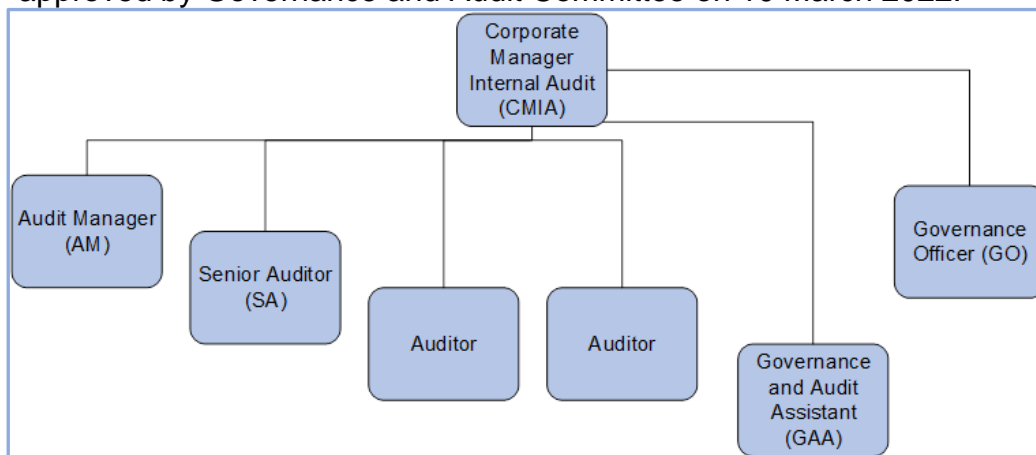 approved by Governance and Audit Committee on March 2022.
Corporate
Manager
Internal Audit
(CMIA)
Audit Manager
(AM)
Senior Auditor
(SA)
Auditor
Auditor
Governance
and Audit
Assistant
(GAA)
Governance
Officer (GO)